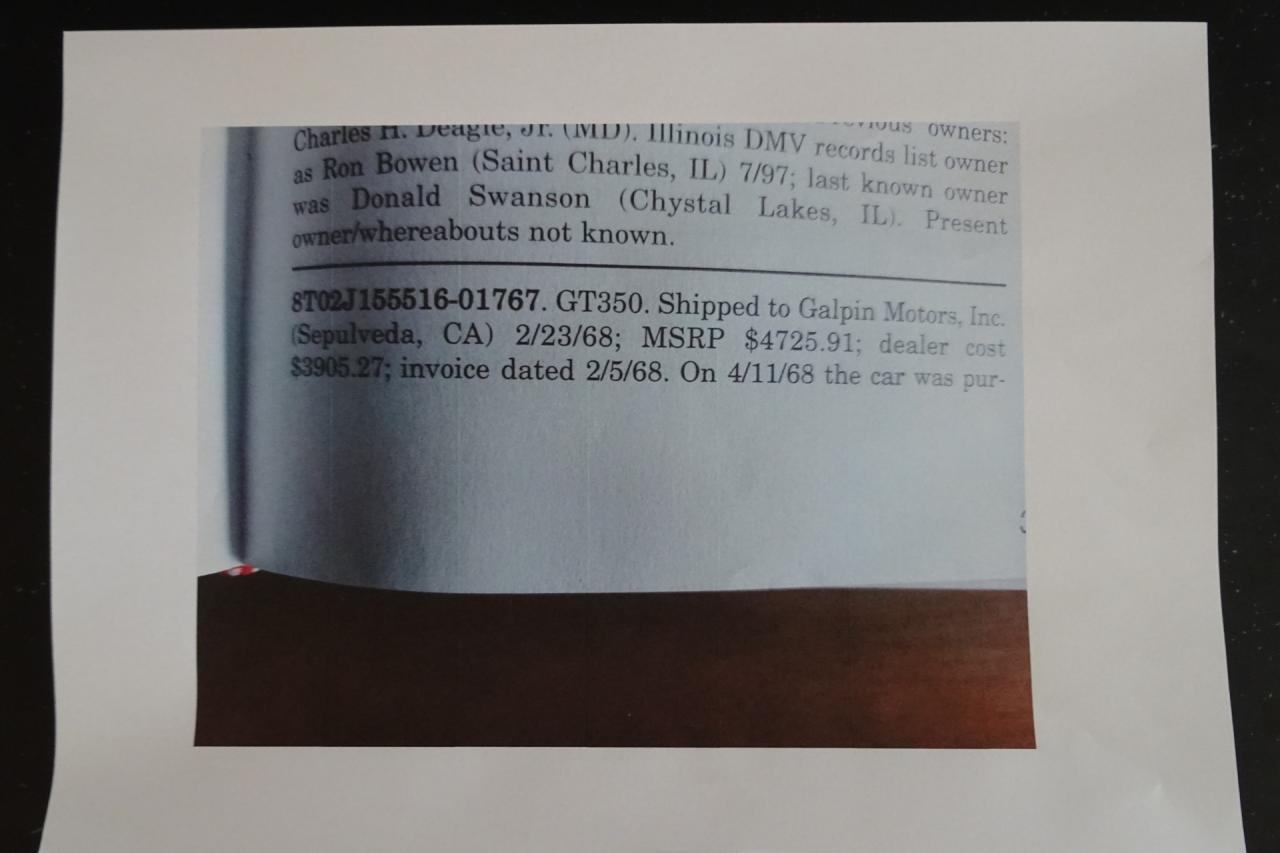 Charles H. Deagle, Jr. (MD). Illinois DMV records list owner owners:
as Ron Bowen (Saint Charles, IL) 7/97; last known owner
was Donald Swanson (Chystal Lakes, IL). Present
owner/whereabouts not known.
8T02J155516-01767. GT350. Shipped to Galpin Motors, Inc.
(Sepulveda, CA) 2/23/68; MSRP $4725.91; dealer cost
$3905.27; invoice dated 2/5/68. On 4/11/68 the car was pur-